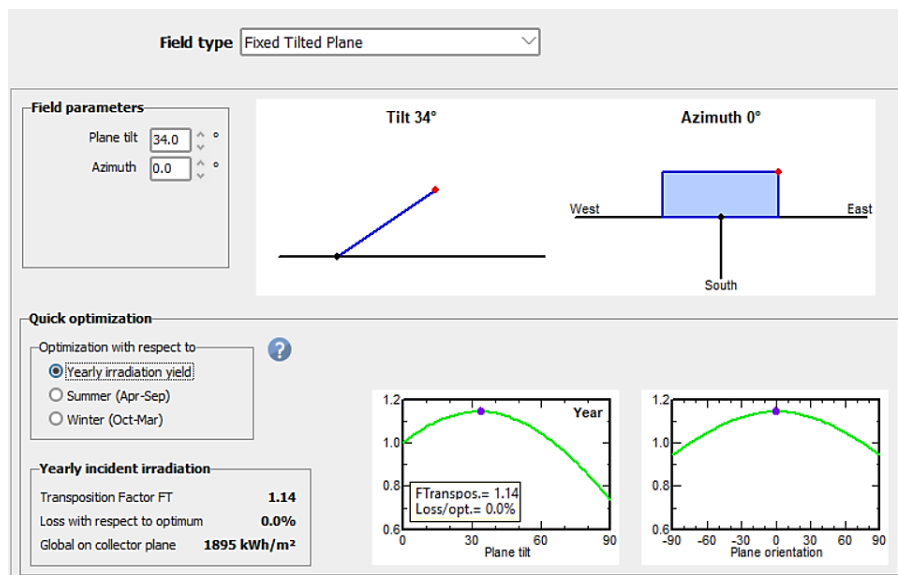 Field type Fixed Tilted Plane
Field parameters
Plane tilt 34.0 °
Azimuth 0.0 °
Tilt 34°
Azimuth 0°
West
East
South
Quick optimization
Optimization with respect to
Yearly irradiation yield
Summer (Apr-Sep)
Winter (Oct-Mar)
?
Yearly incident irradiation
Transposition Factor FT 1.14
Loss with respect to optimum 0.0%
Global on collector plane 1895 kWh/m²
1.2
1.0
0.8
0.6
Year
FTranspos.= 1.14
Loss/opt.= 0.0%
0 30 60 90
Plane tilt
1.2
1.0
0.8
0.6
-90 -60 -30 0 30 60 90
Plane orientation